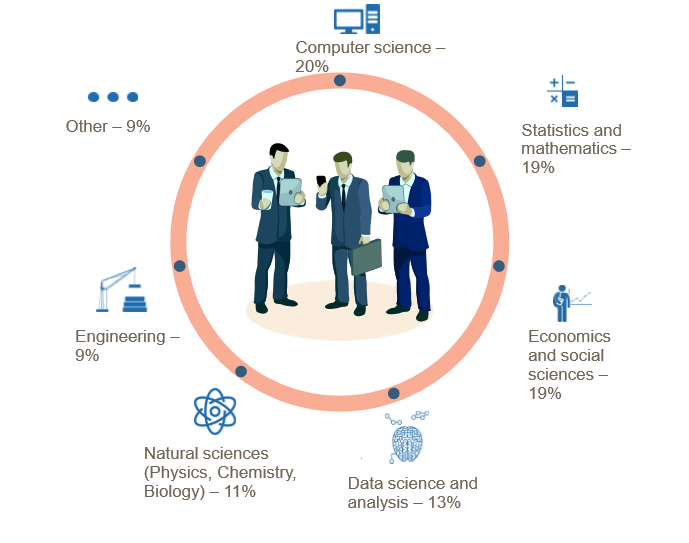 Computer science –
20%
Statistics and
mathematics –
19%
Economics
and social
sciences –
19%
Data science and
analysis – 13%
Natural sciences
(Physics, Chemistry,
Biology) – 11%
Engineering –
9%
Other – 9%